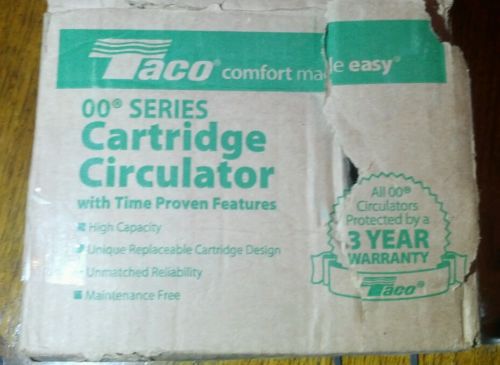 Taco® comfort made easy®
00® SERIES
Cartridge
Circulator
with Time Proven Features
High Capacity
Unique Replaceable Cartridge Design
Unmatched Reliability
Maintenance Free
All 00®
Circulators
Protected by a
3 YEAR
WARRANTY
Taco®